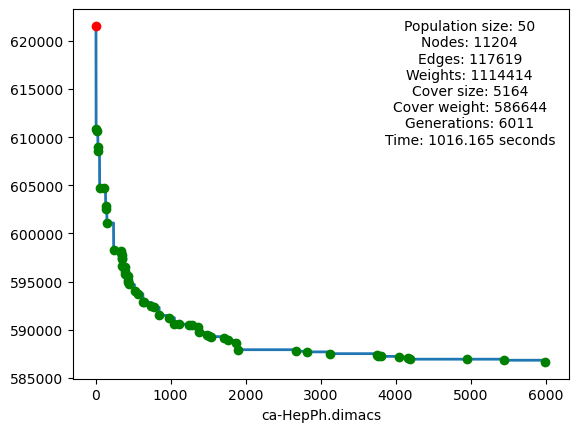 Population size: 50
Nodes: 11204
Edges: 117619
Weights: 1114414
Cover size: 5164
Cover weight: 586644
Generations: 6011
Time: 1016.165 seconds
620000
615000
610000
605000
600000
595000
590000
585000
0 1000 2000 3000 4000 5000 6000
ca-HepPh.dimacs